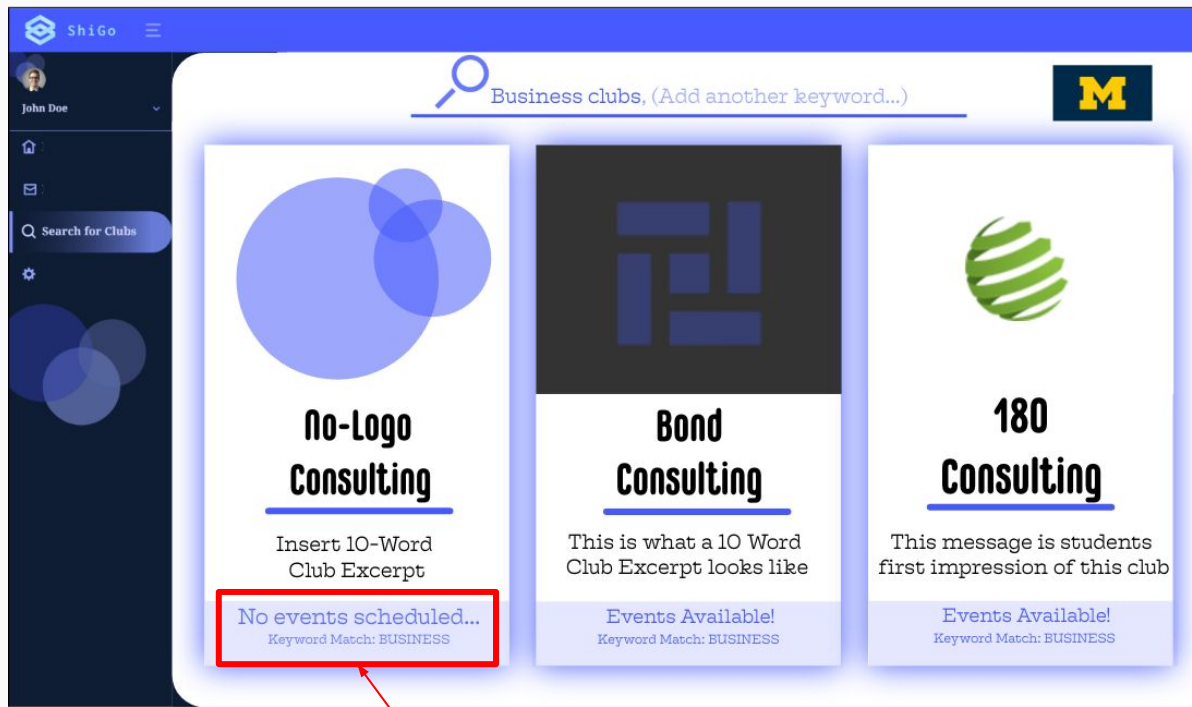 ShiGo
John Doe
Search for Clubs
Business clubs, (Add another keyword...)
M
No-Logo
Consulting
Insert 10-Word
Club Excerpt
No events scheduled...
Keyword Match: BUSINESS
Bond
Consulting
This is what a 10 Word
Club Excerpt looks like
Events Available!
Keyword Match: BUSINESS
180
Consulting
This message is students
first impression of this club
Events Available!
Keyword Match: BUSINESS